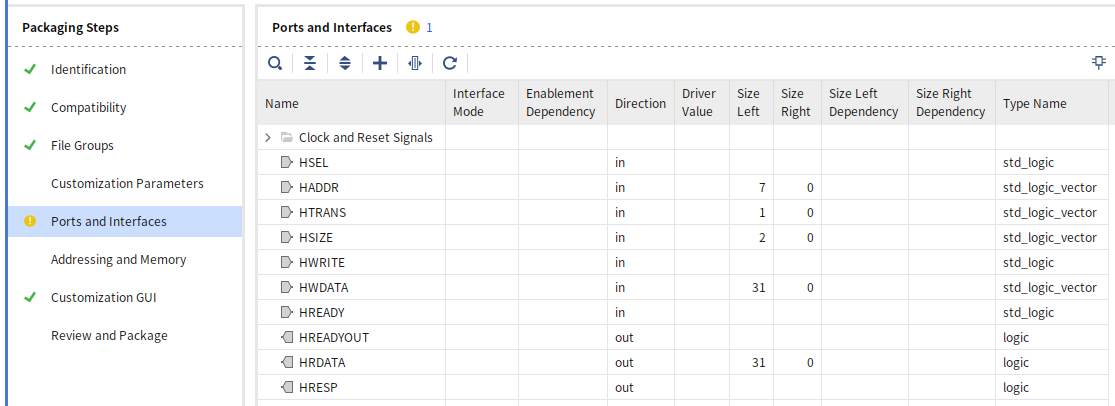 Packaging Steps
Identification
Compatibility
File Groups
Customization Parameters
Ports and Interfaces
Addressing and Memory
Customization GUI
Review and Package
Ports and Interfaces 1
Name Interface Mode Enablement Dependency Direction Driver Value Size Left Size Right Size Left Dependency Size Right Dependency Type Name
Clock and Reset Signals
HSEL in std_logic
HADDR in 7 0 std_logic_vector
HTRANS in 1 0 std_logic_vector
HSIZE in 2 0 std_logic_vector
HWRITE in std_logic
HWDATA in 31 0 std_logic_vector
HREADY in std_logic
HREADYOUT out logic
HRDATA out 31 0 logic
HRESP out logic